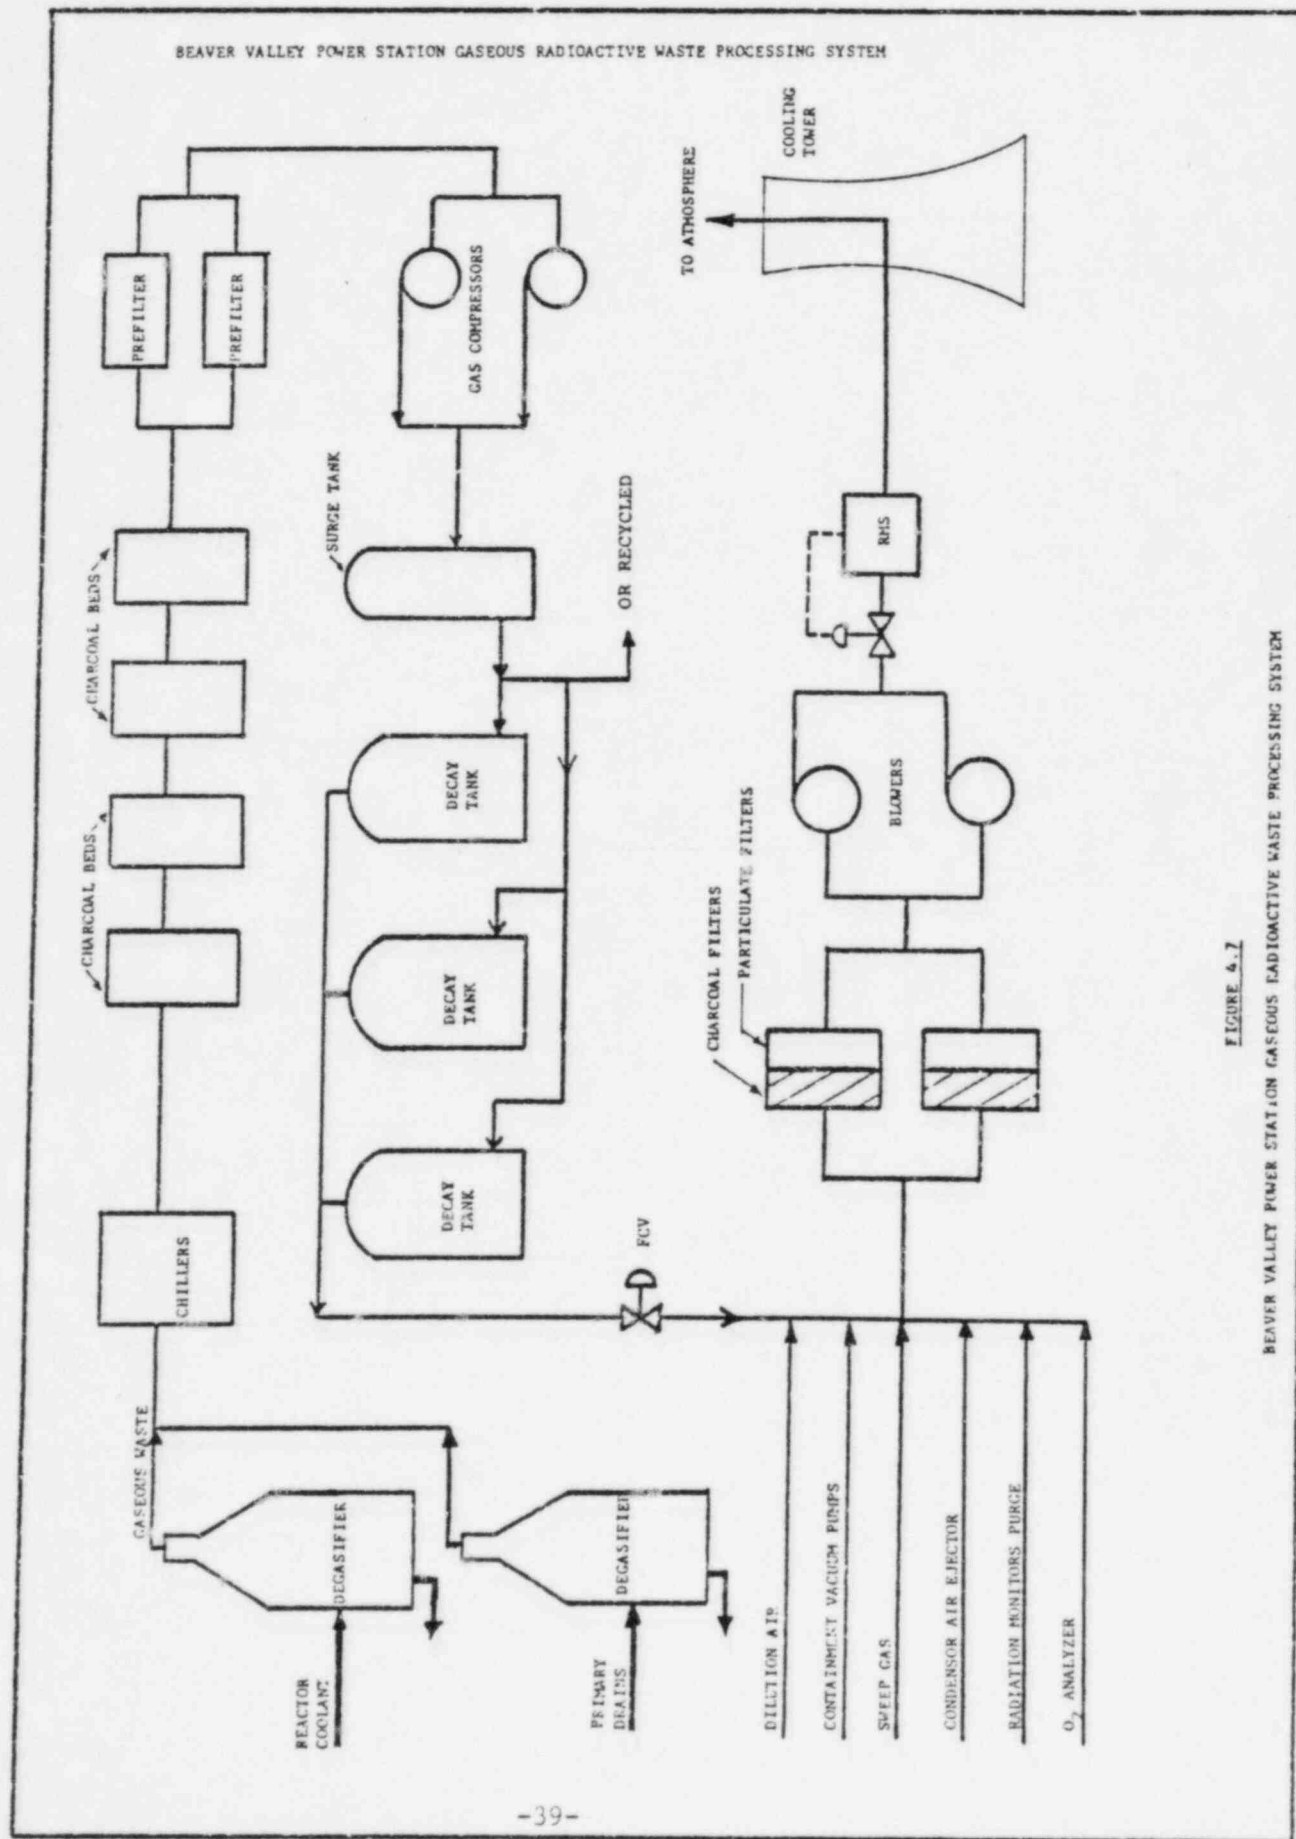 BEAVER VALLEY POWER STATION GASEOUS RADIOACTIVE WASTE PROCESSING SYSTEM
REACTOR
COOLANT
DEGASIFIER
PRIMARY
DRAINS
DEGASIFIER
GASEOUS WASTE
CHILLERS
CHARCOAL BEDS
CHARCOAL BEDS
PREFILTER
PREFILTER
GAS COMPRESSORS
SURGE TANK
OR RECYCLED
DECAY
TANK
DECAY
TANK
DECAY
TANK
FCV
DILUTION AIR
CONTAINMENT VACUUM PUMPS
SWEEP GAS
CONDENSOR AIR EJECTOR
RADIATION MONITORS PURGE
O2 ANALYZER
CHARCOAL FILTERS
PARTICULATE FILTERS
BLOWERS
RMS
TO ATMOSPHERE
COOLING
TOWER
FIGURE 4.7
BEAVER VALLEY POWER STATION GASEOUS RADIOACTIVE WASTE PROCESSING SYSTEM
-39-